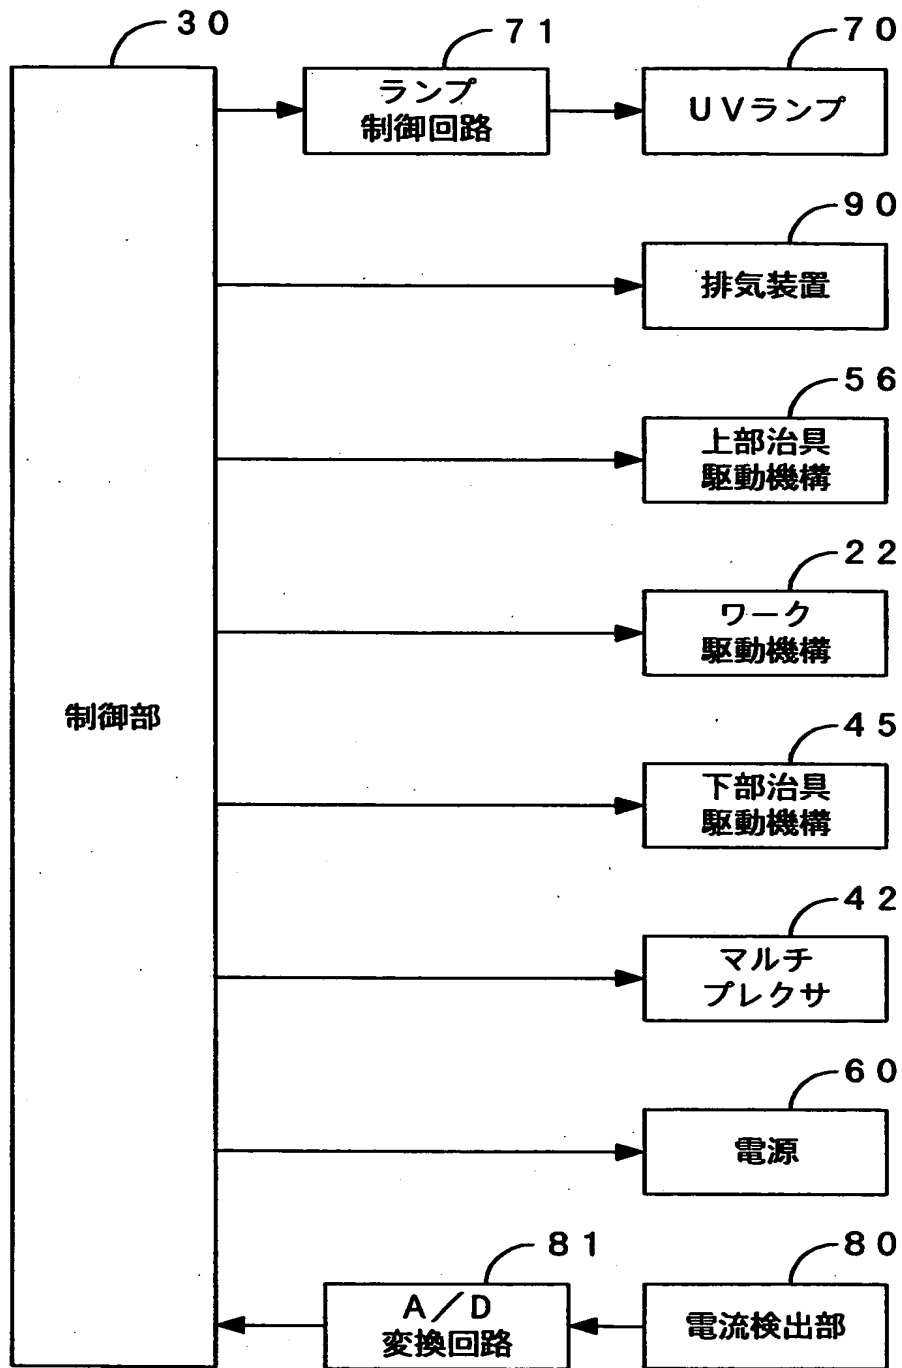 ３０
７１
７０
ランプ
制御回路
ＵＶランプ
９０
排気装置
５６
上部治具
駆動機構
２２
ワーク
駆動機構
制御部
４５
下部治具
駆動機構
４２
マルチ
プレクサ
６０
電源
８１
８０
Ａ／Ｄ
変換回路
電流検出部